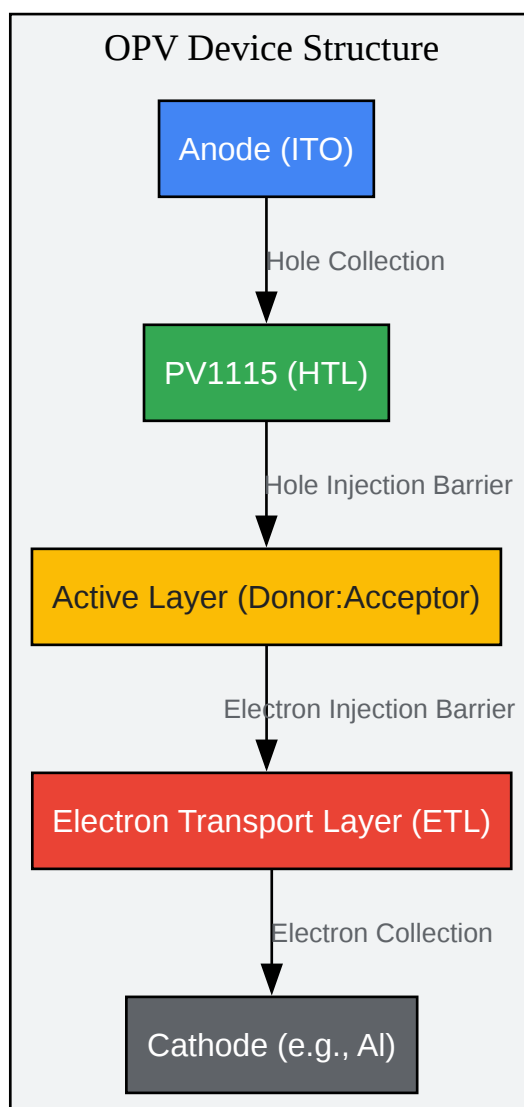 OPV Device Structure
Anode (ITO)
Hole Collection
PV1115 (HTL)
Hole Injection Barrier
Active Layer (Donor:Acceptor)
Electron Injection Barrier
Electron Transport Layer (ETL)
Electron Collection
Cathode (e.g., Al)